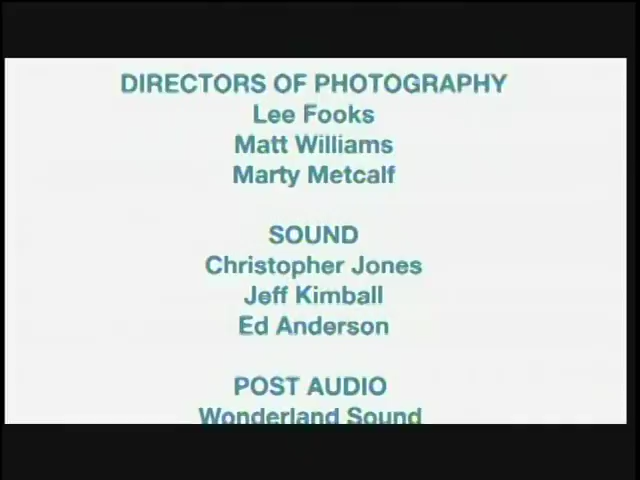 DIRECTORS OF PHOTOGRAPHY
Lee Fooks
Matt Williams
Marty Metcalf
SOUND
Christopher Jones
Jeff Kimball
Ed Anderson
POST AUDIO
Wonderland Sound